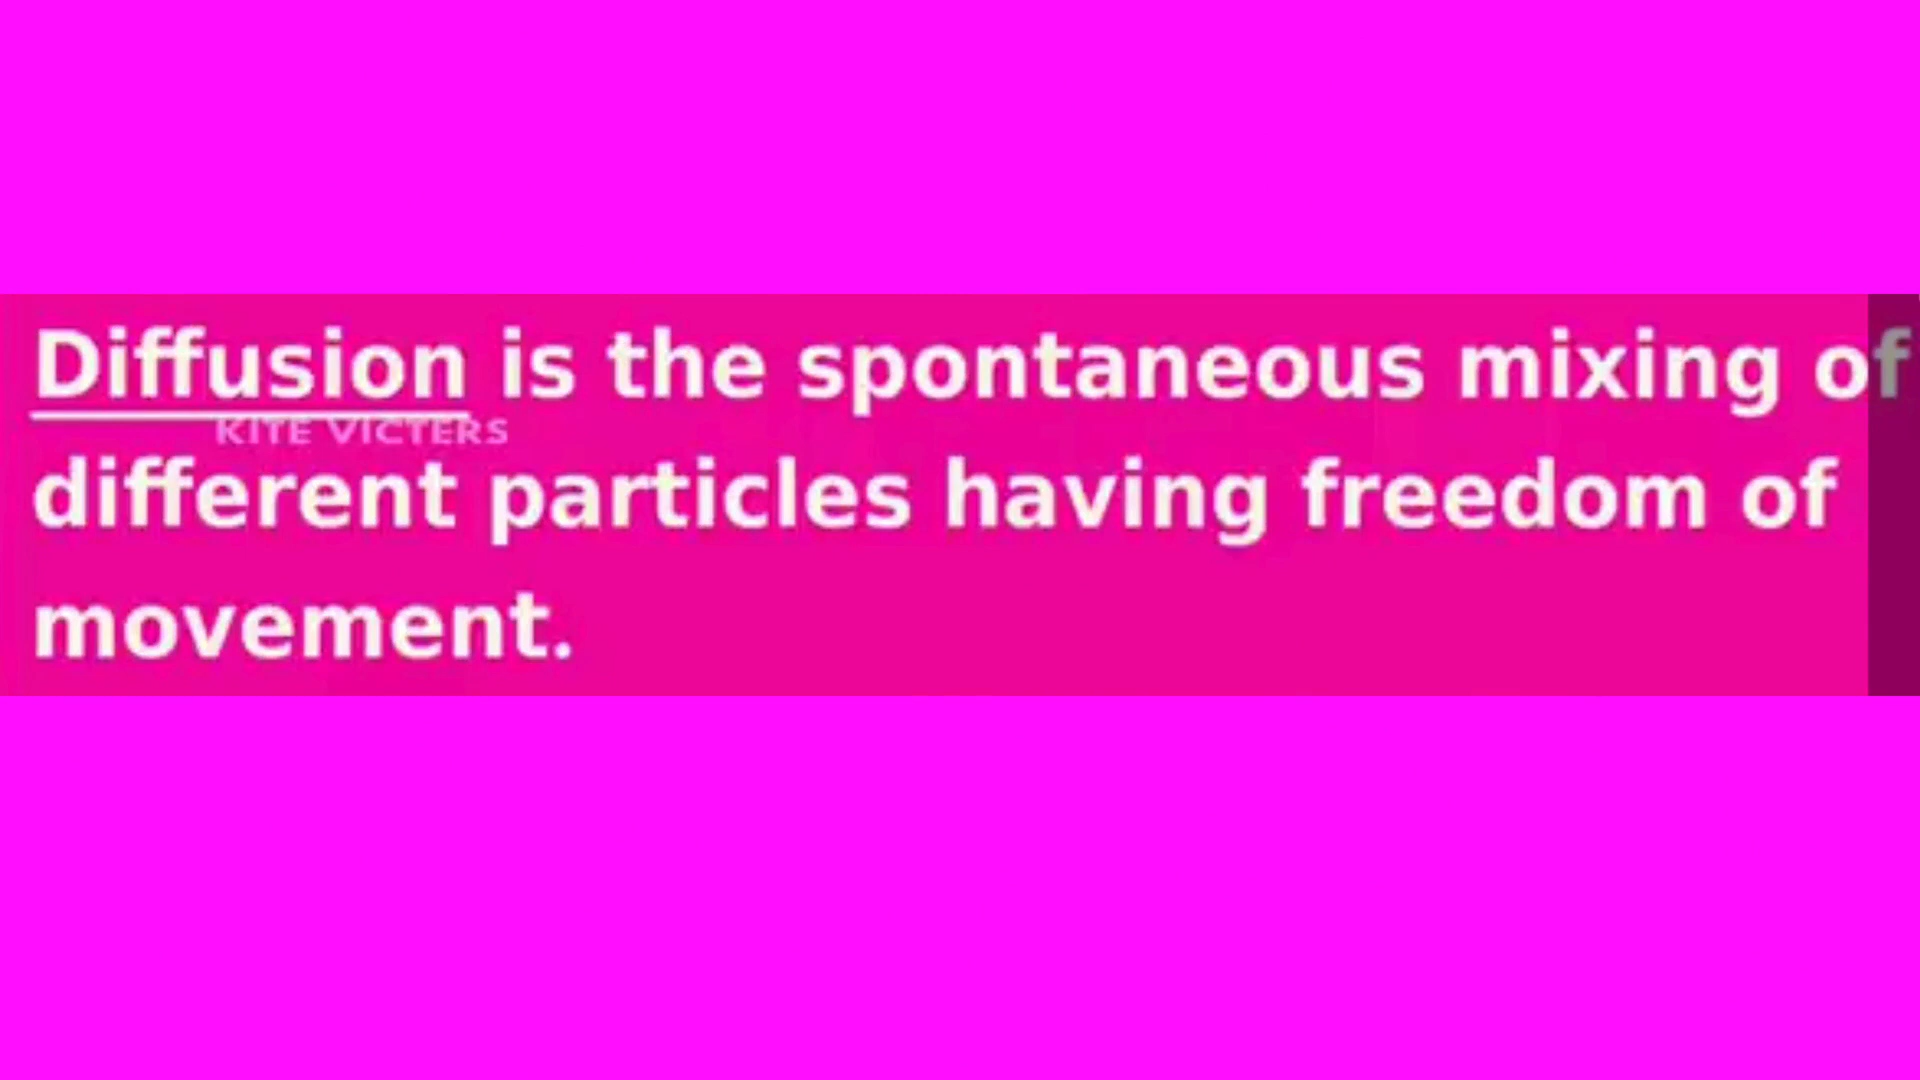 Diffusion is the spontaneous mixing of
KITE VICTERS
different particles having freedom of
movement.